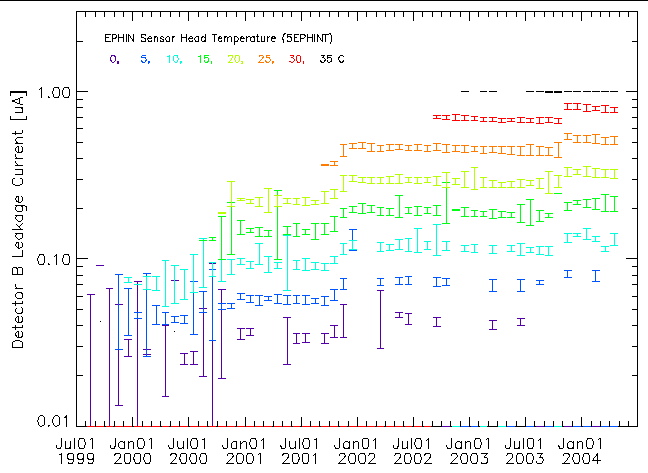 EPHIN Sensor Head Temperature (5EPHINT)
0, 5, 10, 15, 20, 25, 30, 35 C
1.00
0.10
0.01
Detector B Leakage Current [uA]
Jul01 Jan01 Jul01 Jan01 Jul01 Jan01 Jul01 Jan01 Jul01 Jan01
1999 2000 2000 2001 2001 2002 2002 2003 2003 2004